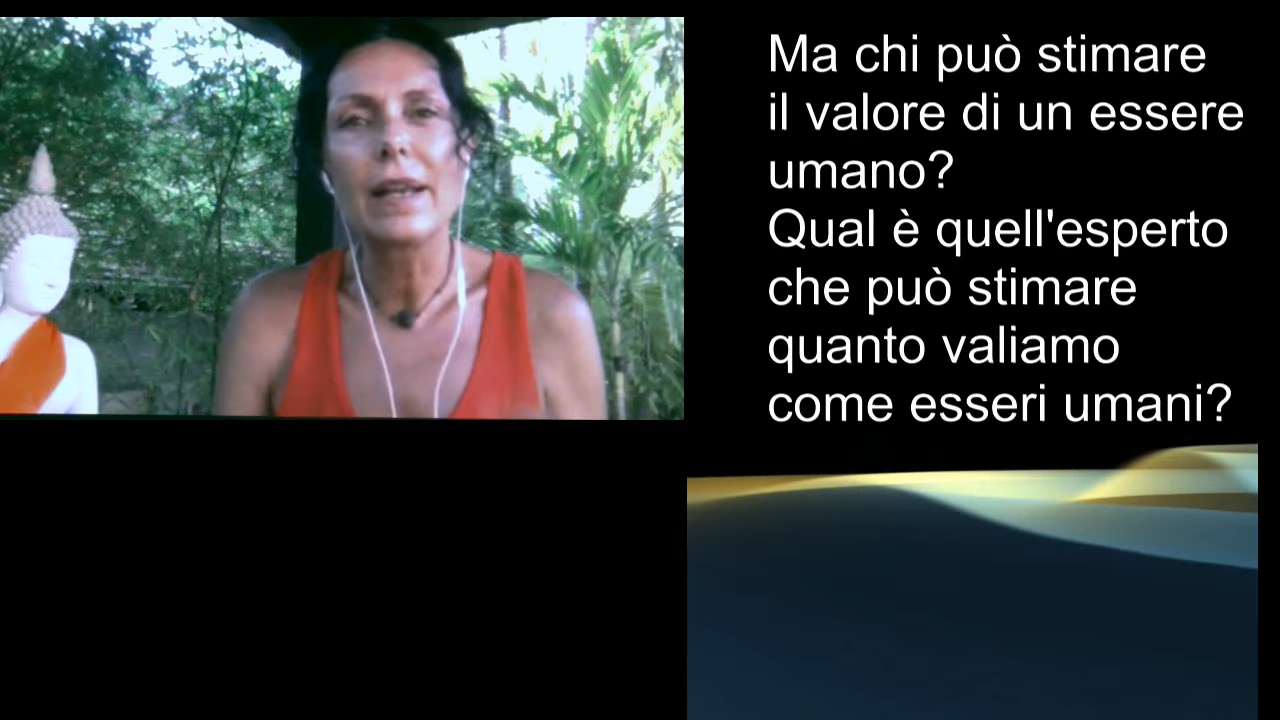 Ma chi può stimare
il valore di un essere
umano?
Qual è quell'esperto
che può stimare
quanto valiamo
come esseri umani?